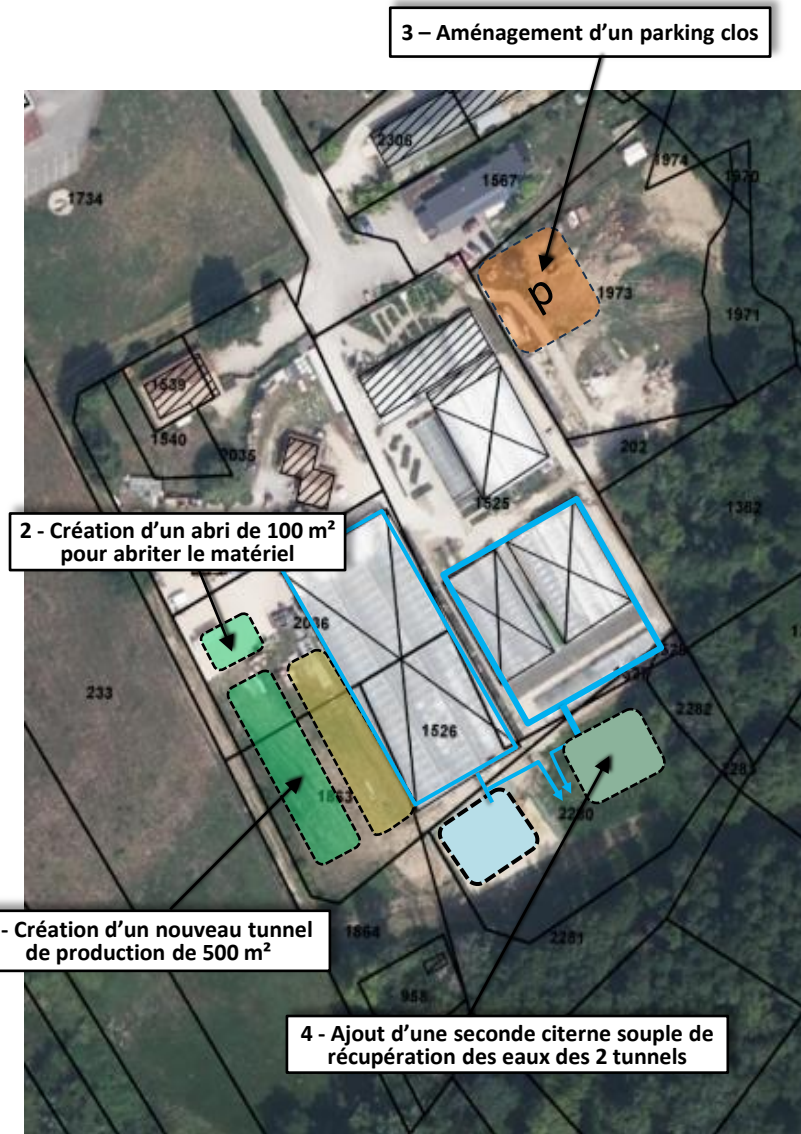 3 – Aménagement d'un parking clos
2306
1974
1970
1734
1567
p
1973
1971
1539
1540
2035
202
1525
1382
2 - Création d'un abri de 100 m²
pour abriter le matériel
2036
233
1526
2282
1863
2280
- Création d'un nouveau tunnel
de production de 500 m²
1864
2281
958
4 - Ajout d'une seconde citerne souple de
récupération des eaux des 2 tunnels